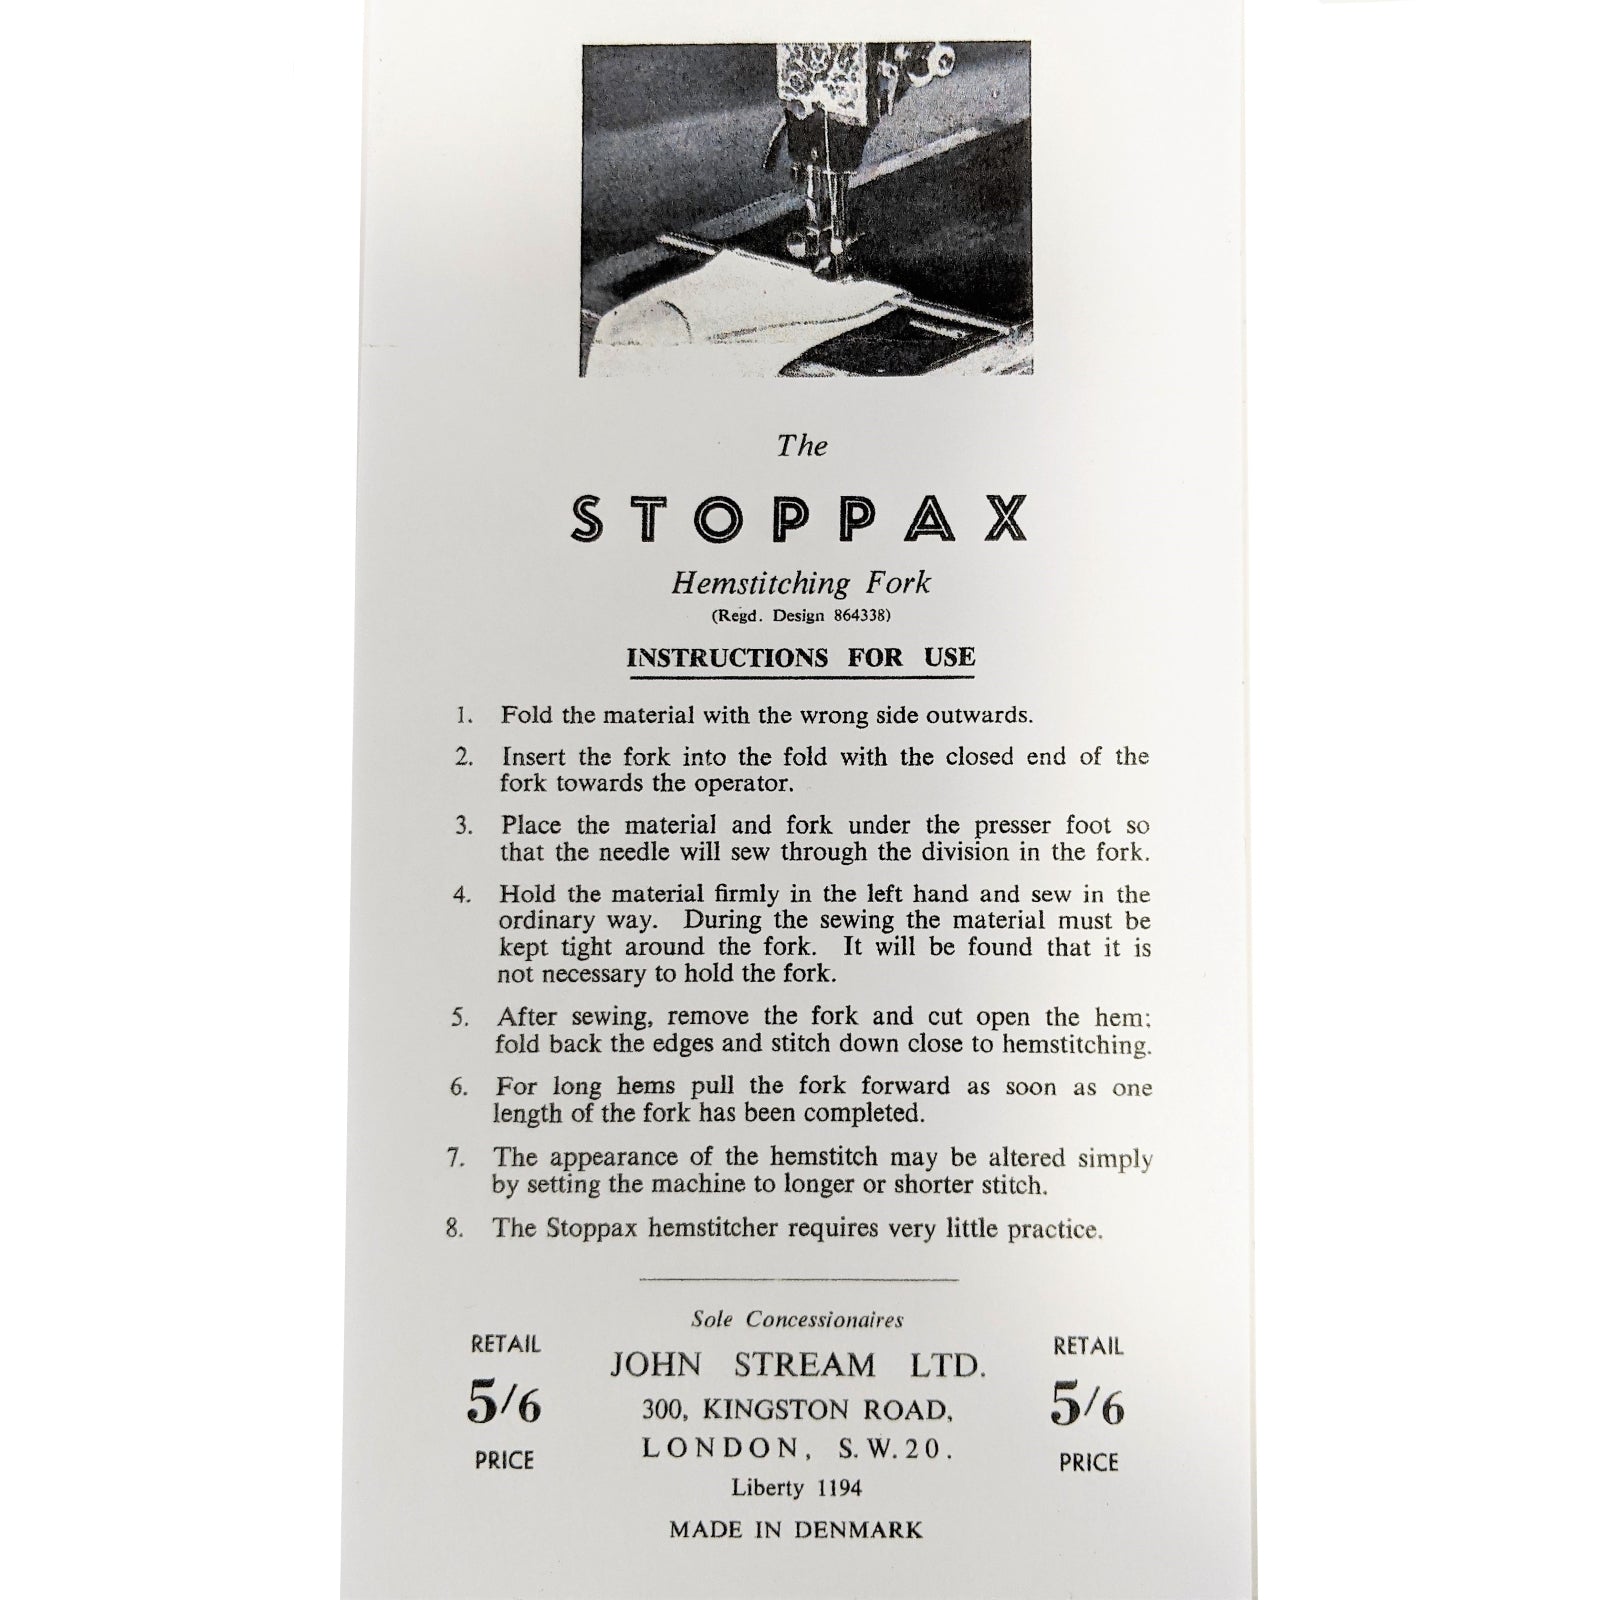 The
STOPPAX
Hemstitching Fork
(Regd. Design 864338)
INSTRUCTIONS FOR USE
1. Fold the material with the wrong side outwards.
2. Insert the fork into the fold with the closed end of the
fork towards the operator.
3. Place the material and fork under the presser foot so
that the needle will sew through the division in the fork.
4. Hold the material firmly in the left hand and sew in the
ordinary way. During the sewing the material must be
kept tight around the fork. It will be found that it is
not necessary to hold the fork.
5. After sewing, remove the fork and cut open the hem;
fold back the edges and stitch down close to hemstitching.
6. For long hems pull the fork forward as soon as one
length of the fork has been completed.
7. The appearance of the hemstitch may be altered simply
by setting the machine to longer or shorter stitch.
8. The Stoppax hemstitcher requires very little practice.
RETAIL
5/6
PRICE
Sole Concessionaires
JOHN STREAM LTD.
300, KINGSTON ROAD,
LONDON, S.W.20.
Liberty 1194
MADE IN DENMARK
RETAIL
5/6
PRICE